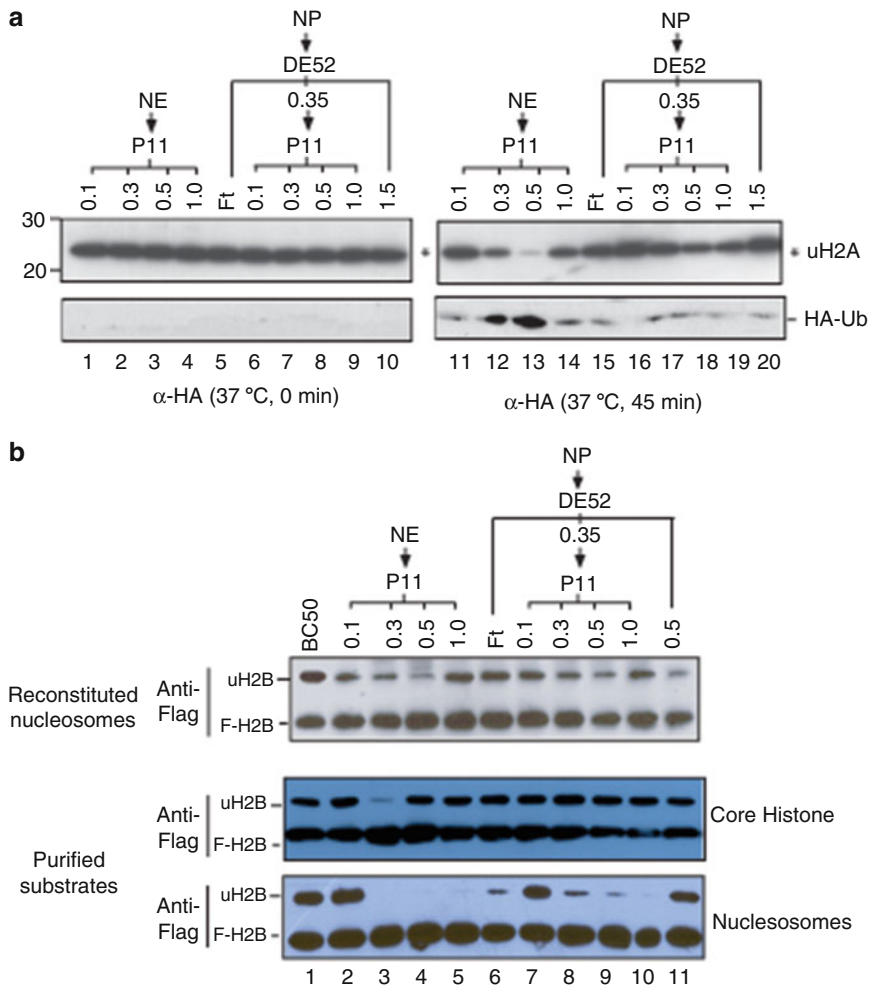 a
NP
DE52
NE
0.35
P11
P11
0.1
0.3
0.5
1.0
Ft
0.1
0.3
0.5
1.0
1.5
30
20
*
1 2 3 4 5 6 7 8 9 10
α-HA (37 °C, 0 min)
NP
DE52
NE
0.35
P11
P11
0.1
0.3
0.5
1.0
Ft
0.1
0.3
0.5
1.0
1.5
* uH2A
HA-Ub
11 12 13 14 15 16 17 18 19 20
α-HA (37 °C, 45 min)
b
NP
DE52
NE
0.35
P11
P11
BC50
0.1
0.3
0.5
1.0
Ft
0.1
0.3
0.5
1.0
0.5
Reconstituted
nucleosomes
Anti-
Flag
uH2B
F-H2B
Purified
substrates
Anti-
Flag
uH2B
F-H2B
Core Histone
Anti-
Flag
uH2B
F-H2B
Nuclesosomes
1 2 3 4 5 6 7 8 9 10 11